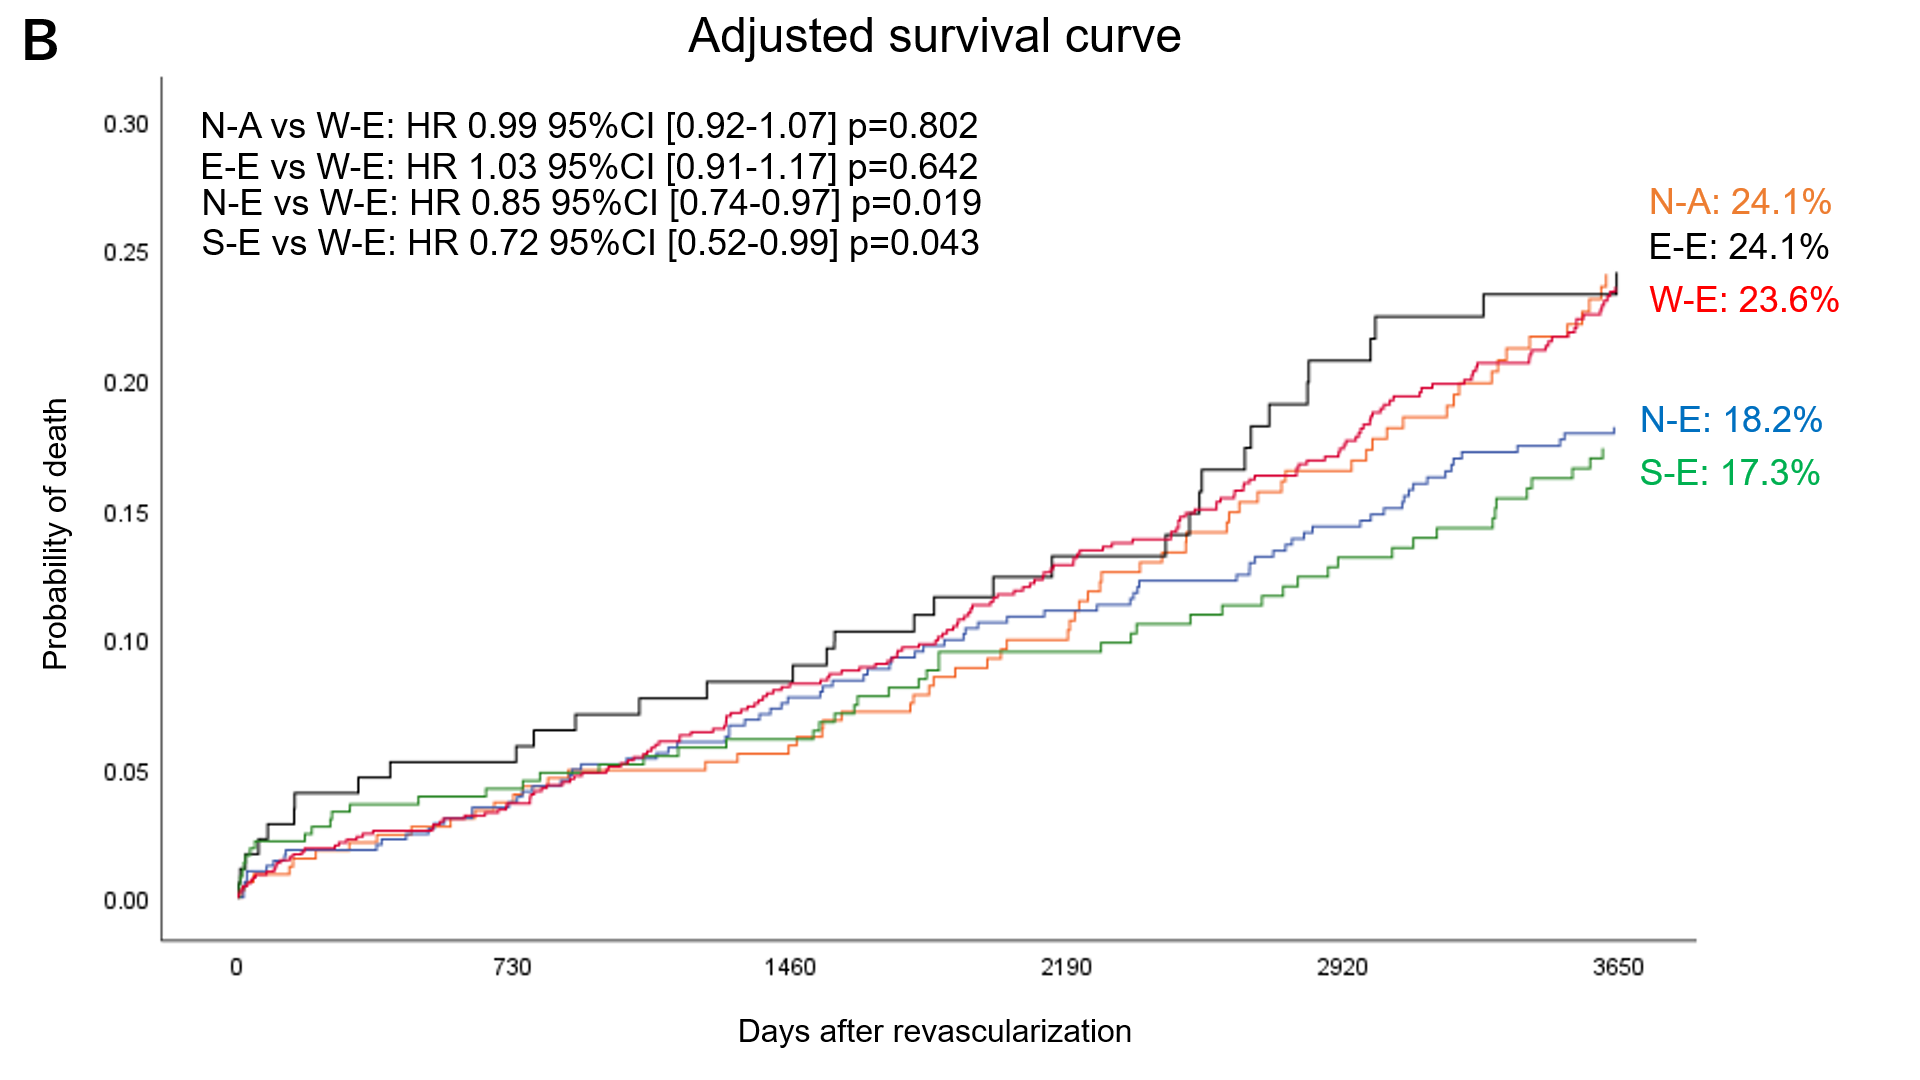 B
Adjusted survival curve
N-A vs W-E: HR 0.99 95%CI [0.92-1.07] p=0.802
E-E vs W-E: HR 1.03 95%CI [0.91-1.17] p=0.642
N-E vs W-E: HR 0.85 95%CI [0.74-0.97] p=0.019
S-E vs W-E: HR 0.72 95%CI [0.52-0.99] p=0.043
0.30
0.25
0.20
0.15
0.10
0.05
0.00
Probability of death
N-A: 24.1%
E-E: 24.1%
W-E: 23.6%
N-E: 18.2%
S-E: 17.3%
0 730 1460 2190 2920 3650
Days after revascularization